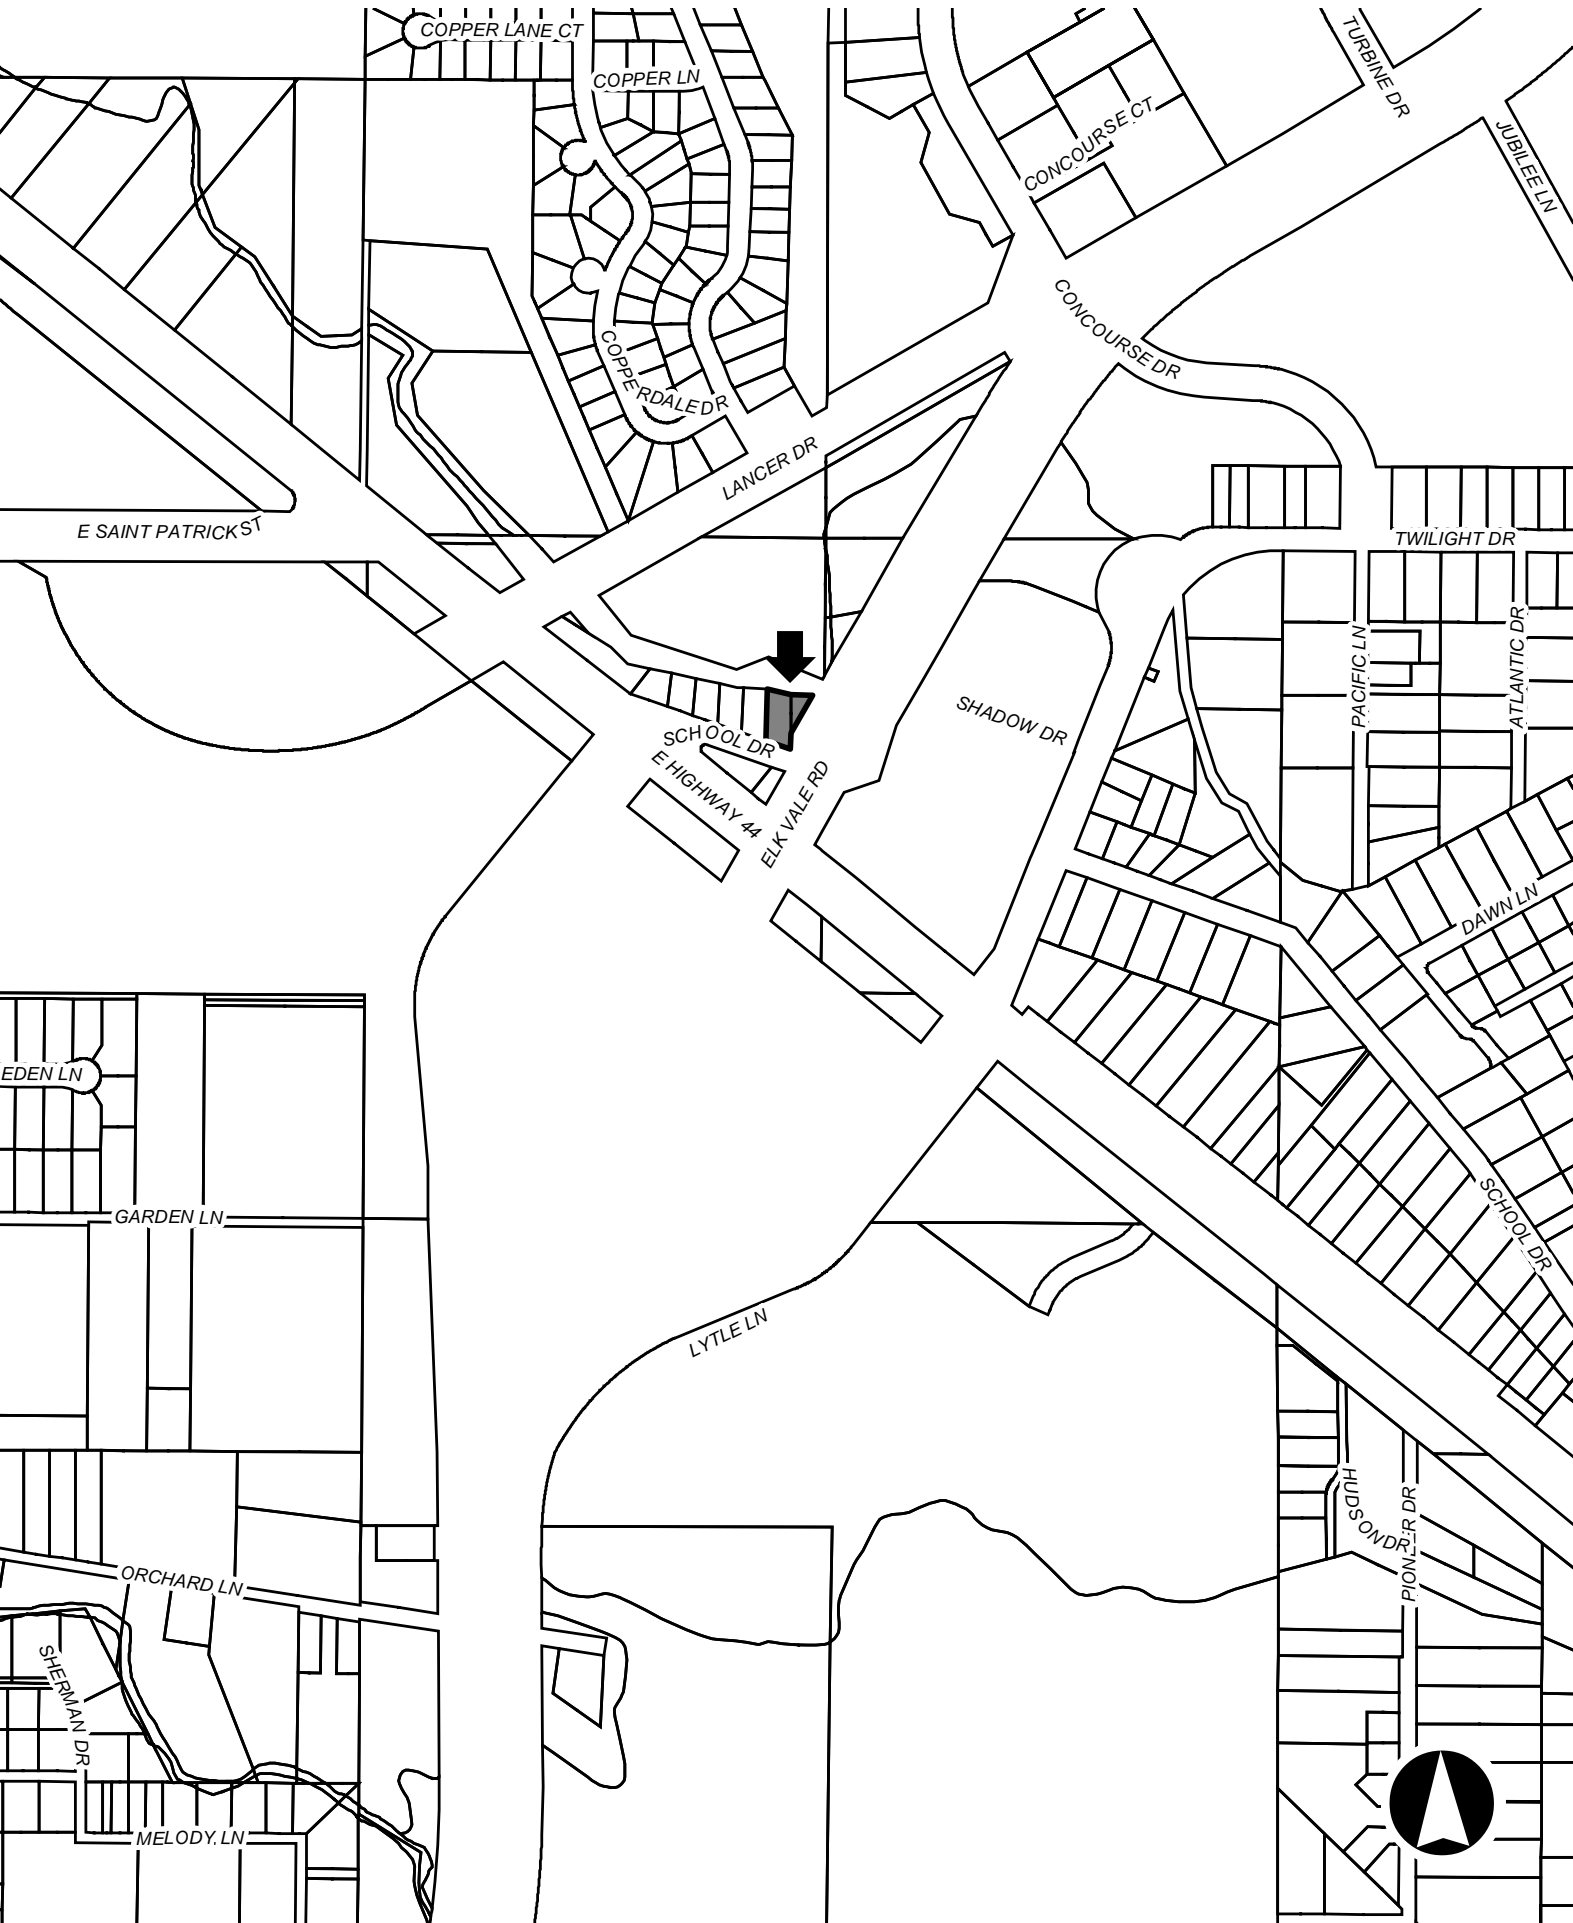 COPPER LANE CT
COPPER LN
TURBINE DR
CONCOURSE CT
JUBILEE LN
CONCOURSE DR
COPPERDALE DR
LANCER DR
E SAINT PATRICK ST
TWILIGHT DR
PACIFIC LN
ATLANTIC DR
SHADOW DR
SCHOOL DR
E HIGHWAY 44
ELK VALE RD
DAWN LN
EDEN LN
GARDEN LN
SCHOOL DR
LYTLE LN
HUDSON DR
PIONEER DR
ORCHARD LN
SHERMAN DR
MELODY LN